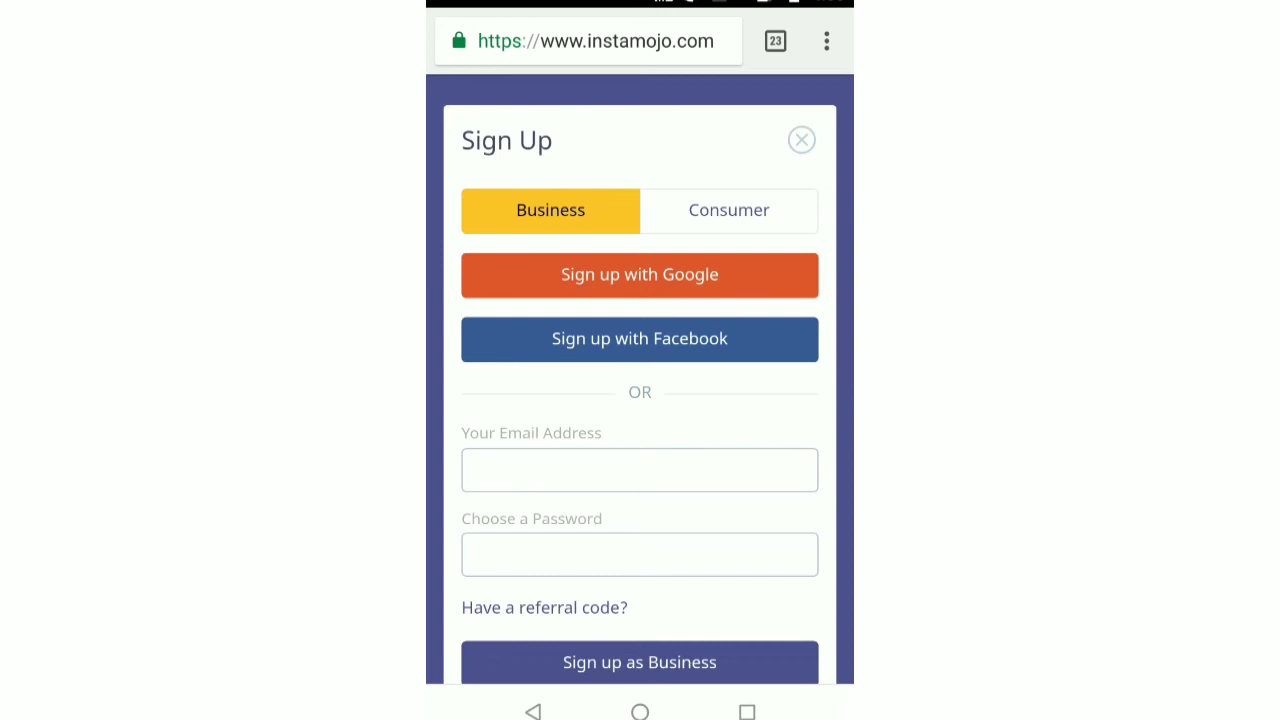 https://www.instamojo.com
23
Sign Up
Business
Consumer
Sign up with Google
Sign up with Facebook
OR
Your Email Address
Choose a Password
Have a referral code?
Sign up as Business